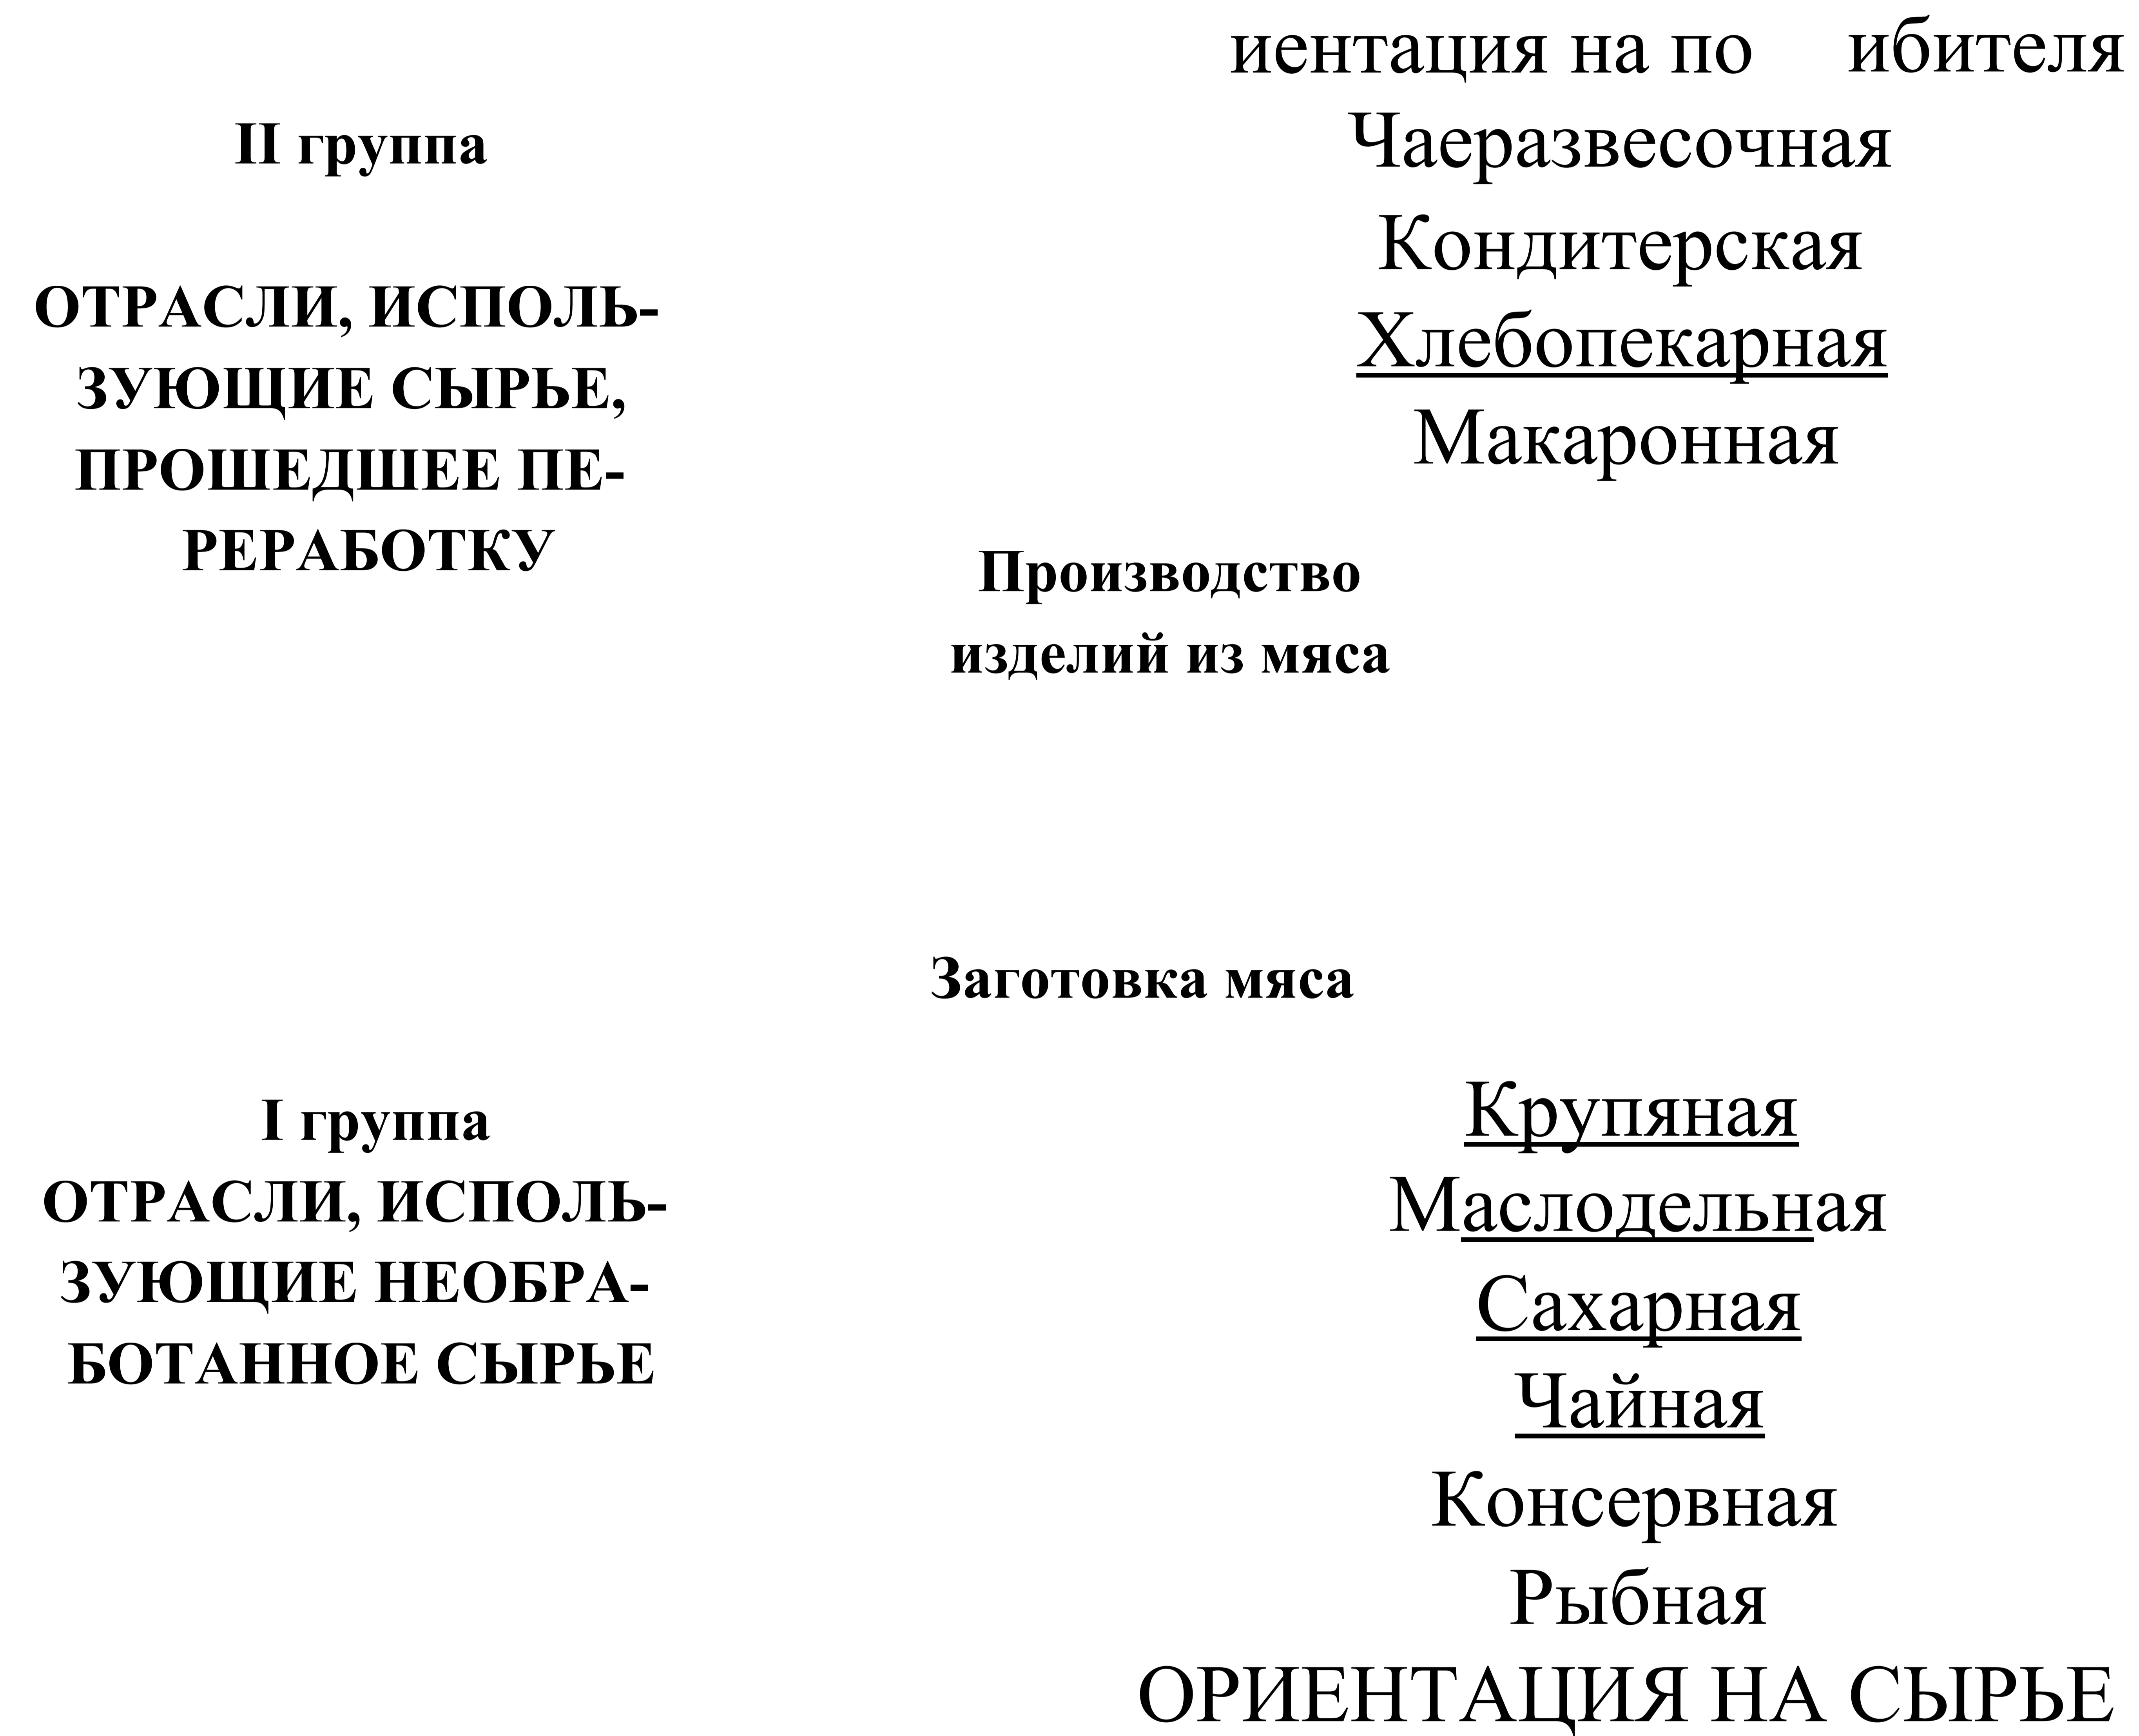 иентация на по ибителя
II группа
Чаеразвесочная
Кондитерская
ОТРАСЛИ, ИСПОЛЬ-
Хлебопекарная
ЗУЮЩИЕ СЫРЬЕ,
Макаронная
ПРОШЕДШЕЕ ПЕ-
РЕРАБОТКУ
Производство
изделий из мяса
Заготовка мяса
I группа
ОТРАСЛИ, ИСПОЛЬ-
ЗУЮЩИЕ НЕОБРА-
БОТАННОЕ СЫРЬЕ
Крупяная
Маслодельная
Сахарная
Чайная
Консервная
Рыбная
ОРИЕНТАЦИЯ НА СЫРЬЕ